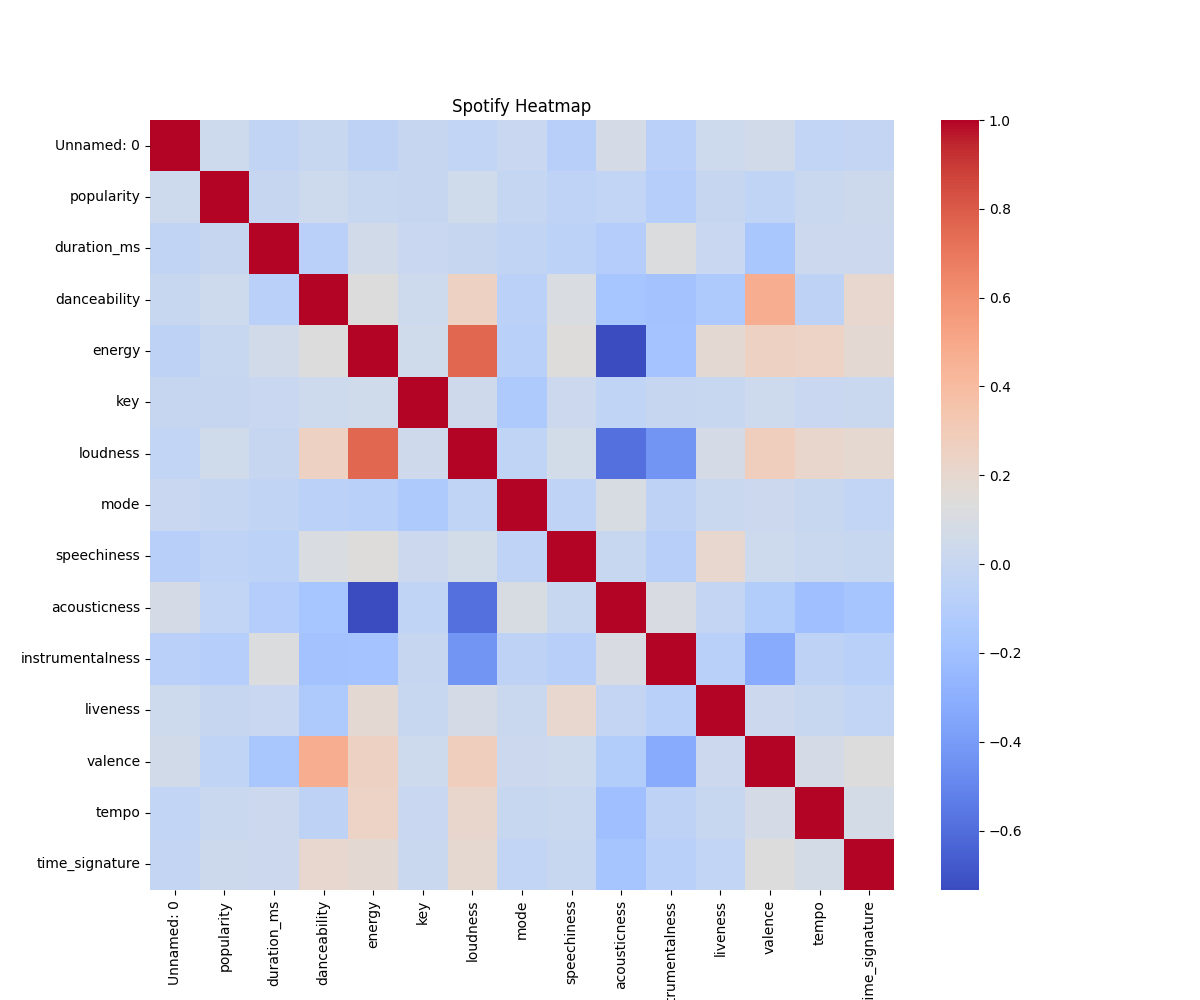 Spotify Heatmap
Unnamed: 0
popularity
duration_ms
danceability
energy
key
loudness
mode
speechiness
acousticness
instrumentalness
liveness
valence
tempo
time_signature
Unnamed: 0
popularity
duration_ms
danceability
energy
key
loudness
mode
speechiness
acousticness
trumentalness
liveness
valence
tempo
ime_signature
1.0
0.8
0.6
0.4
0.2
0.0
−0.2
−0.4
−0.6